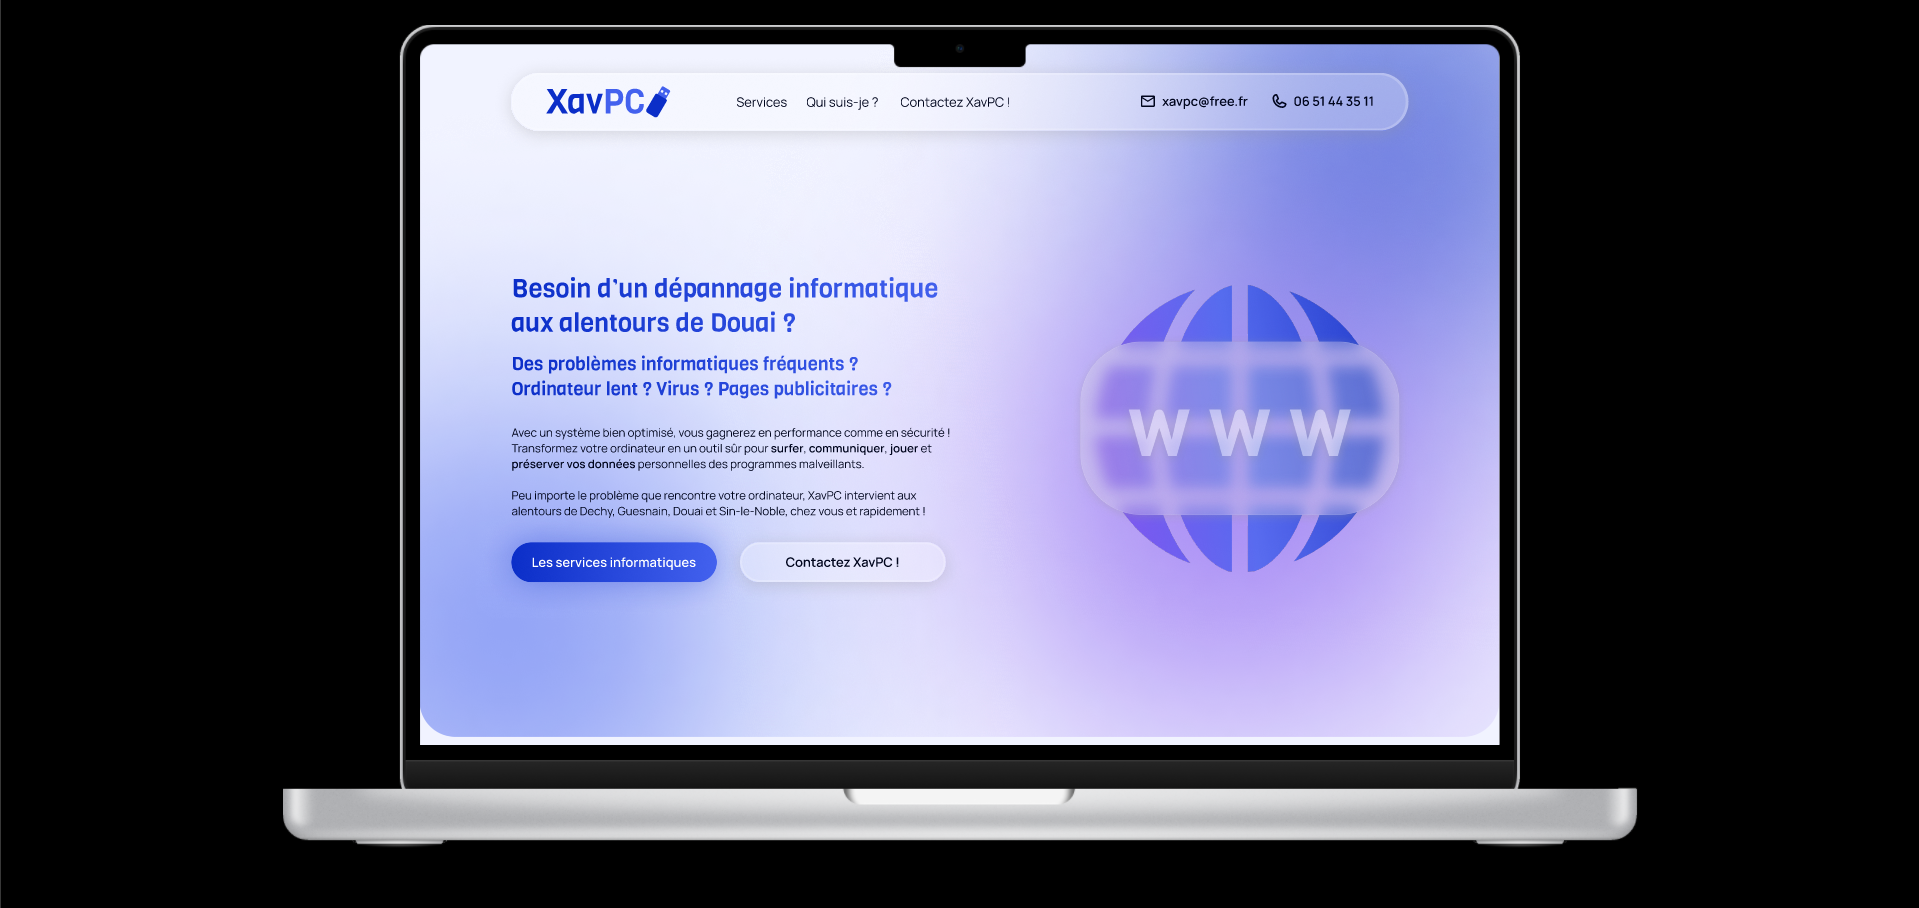 XavPC
Services
Qui suis-je ?
Contactez XavPC !
xavpc@free.fr
06 51 44 35 11
Besoin d'un dépannage informatique
aux alentours de Douai ?
Des problèmes informatiques fréquents ?
Ordinateur lent ? Virus ? Pages publicitaires ?
Avec un système bien optimisé, vous gagnerez en performance comme en sécurité !
Transformez votre ordinateur en un outil sûr pour surfer, communiquer, jouer et
préserver vos données personnelles des programmes malveillants.
Peu importe le problème que rencontre votre ordinateur, XavPC intervient aux
alentours de Dechy, Guesnain, Douai et Sin-le-Noble, chez vous et rapidement !
Les services informatiques
Contactez XavPC !
WWW